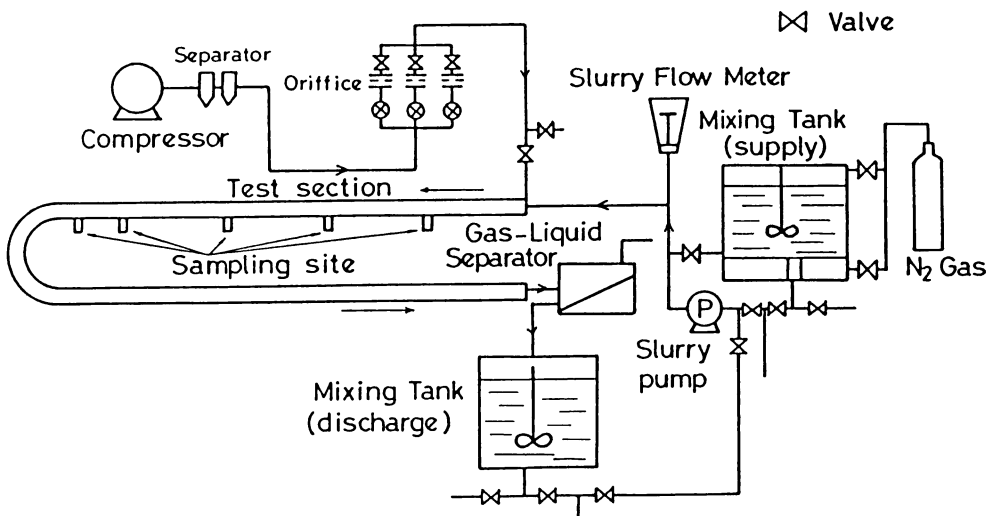 Valve
Separator
Oriffice
Compressor
Slurry Flow Meter
Mixing Tank
(supply)
Test section
Sampling site
Gas-Liquid
Separator
N2 Gas
P
Slurry
pump
Mixing Tank
(discharge)